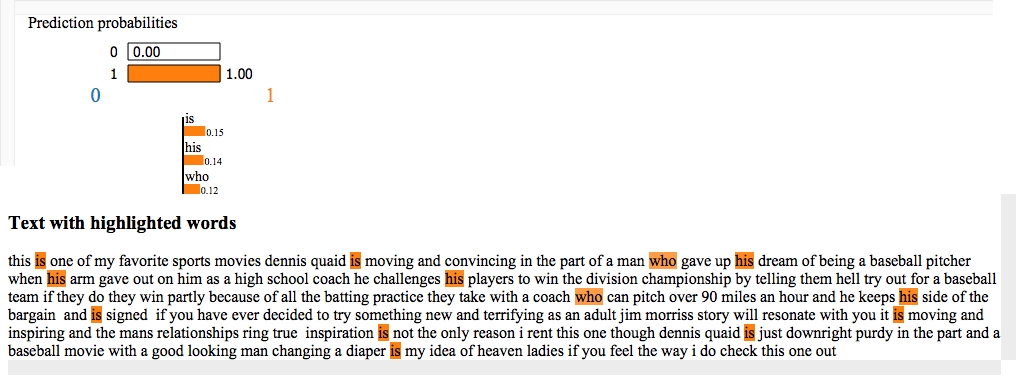 Prediction probabilities
0 0.00
1 1.00
0 1
is
0.15
his
0.14
who
0.12
Text with highlighted words
this is one of my favorite sports movies dennis quaid is moving and convincing in the part of a man who gave up his dream of being a baseball pitcher
when his arm gave out on him as a high school coach he challenges his players to win the division championship by telling them hell try out for a baseball
team if they do they win partly because of all the batting practice they take with a coach who can pitch over 90 miles an hour and he keeps his side of the
bargain and is signed if you have ever decided to try something new and terrifying as an adult jim morriss story will resonate with you it is moving and
inspiring and the mans relationships ring true inspiration is not the only reason i rent this one though dennis quaid is just downright purdy in the part and a
baseball movie with a good looking man changing a diaper is my idea of heaven ladies if you feel the way i do check this one out